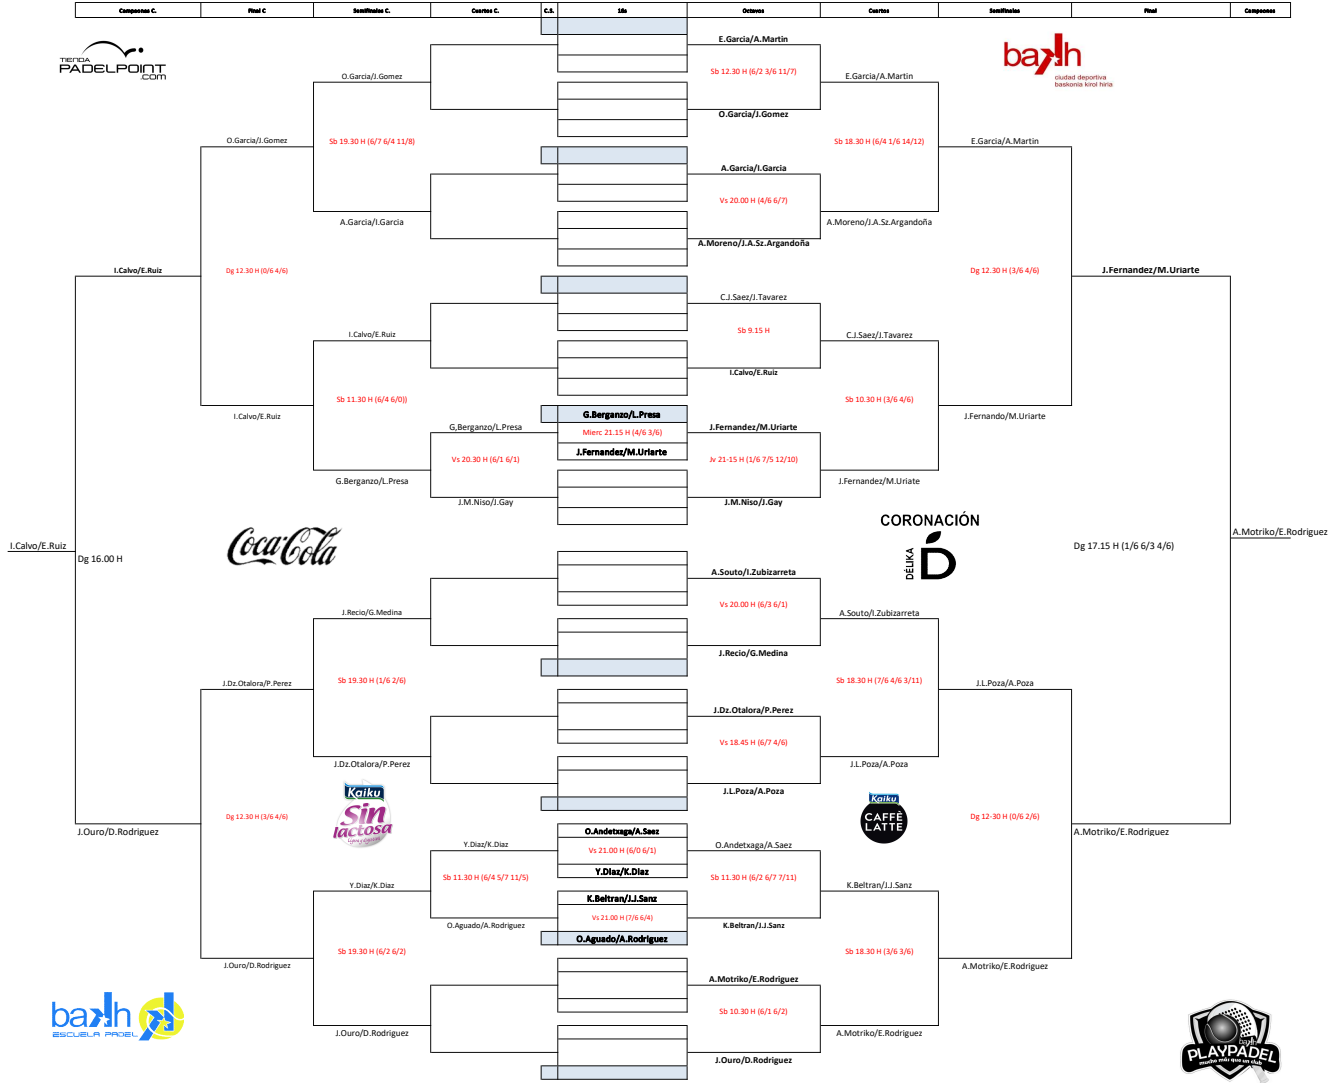 Campeones C.	Final C	Semifinales C.	Cuartos C.	C.S.	16s	Octavos	Cuartos	Semifinales	Final	Campeones
E.Garcia/A.Martin
TIENDA
PADELPOINT
.COM
bakh
ciudad deportiva
baskonia kirol hiria
O.Garcia/J.Gomez
Sb 12.30 H (6/2 3/6 11/7)
E.Garcia/A.Martin
O.Garcia/J.Gomez
O.Garcia/J.Gomez
Sb 19.30 H (6/7 6/4 11/8)
Sb 18.30 H (6/4 1/6 14/12)
E.Garcia/A.Martin
A.Garcia/I.Garcia
Vs 20.00 H (4/6 6/7)
A.Garcia/I.Garcia
A.Moreno/J.A.Sz.Argandoña
A.Moreno/J.A.Sz.Argandoña
I.Calvo/E.Ruiz
Dg 12.30 H (0/6 4/6)
Dg 12.30 H (3/6 4/6)
J.Fernandez/M.Uriarte
C.J.Saez/J.Tavarez
Sb 9.15 H
I.Calvo/E.Ruiz
C.J.Saez/J.Tavarez
I.Calvo/E.Ruiz
Sb 11.30 H (6/4 6/0))
Sb 10.30 H (3/6 4/6)
I.Calvo/E.Ruiz
G.Berganzo/L.Presa
J.Fernando/M.Uriarte
G,Berganzo/L.Presa
Mierc 21.15 H (4/6 3/6)
J.Fernandez/M.Uriarte
J.Fernandez/M.Uriarte
Vs 20.30 H (6/1 6/1)
Jv 21-15 H (1/6 7/5 12/10)
G.Berganzo/L.Presa
J.Fernandez/M.Uriate
J.M.Niso/J.Gay
J.M.Niso/J.Gay
Coca-Cola
CORONACIÓN
DÉLIKA
D
I.Calvo/E.Ruiz
Dg 16.00 H
Dg 17.15 H (1/6 6/3 4/6)
A.Motriko/E.Rodriguez
A.Souto/I.Zubizarreta
Vs 20.00 H (6/3 6/1)
J.Recio/G.Medina
A.Souto/I.Zubizarreta
J.Recio/G.Medina
Sb 19.30 H (1/6 2/6)
Sb 18.30 H (7/6 4/6 3/11)
J.Dz.Otalora/P.Perez
J.L.Poza/A.Poza
J.Dz.Otalora/P.Perez
Vs 18.45 H (6/7 4/6)
J.Dz.Otalora/P.Perez
J.L.Poza/A.Poza
J.L.Poza/A.Poza
Kaiku
Sin
lactosa
Kaiku
CAFFÈ
LATTE
Dg 12.30 H (3/6 4/6)
Dg 12-30 H (0/6 2/6)
J.Ouro/D.Rodriguez
O.Andetxaga/A.Saez
A.Motriko/E.Rodriguez
Y.Diaz/K.Diaz
Vs 21.00 H (6/0 6/1)
O.Andetxaga/A.Saez
Y.Diaz/K.Diaz
Sb 11.30 H (6/4 5/7 11/5)
Sb 11.30 H (6/2 6/7 7/11)
Y.Diaz/K.Diaz
K.Beltran/J.J.Sanz
K.Beltran/J.J.Sanz
O.Aguado/A.Rodriguez
Vs 21.00 H (7/6 6/4)
K.Beltran/J.J.Sanz
O.Aguado/A.Rodriguez
Sb 19.30 H (6/2 6/2)
Sb 18.30 H (3/6 3/6)
J.Ouro/D.Rodriguez
A.Motriko/E.Rodriguez
A.Motriko/E.Rodriguez
Sb 10.30 H (6/1 6/2)
J.Ouro/D.Rodriguez
A.Motriko/E.Rodriguez
J.Ouro/D.Rodriguez
bakh
ESCUELA PADEL
bakh
PLAYPADEL
mucho más que un club